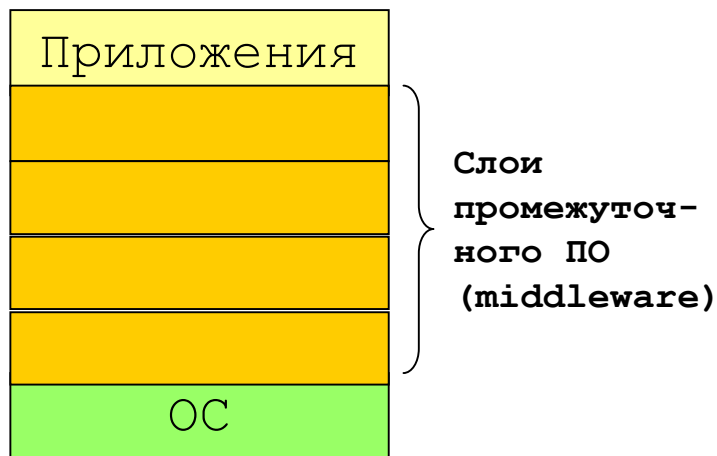 Приложения
Слои
промежуточ-
ного ПО
(middleware)
ОС